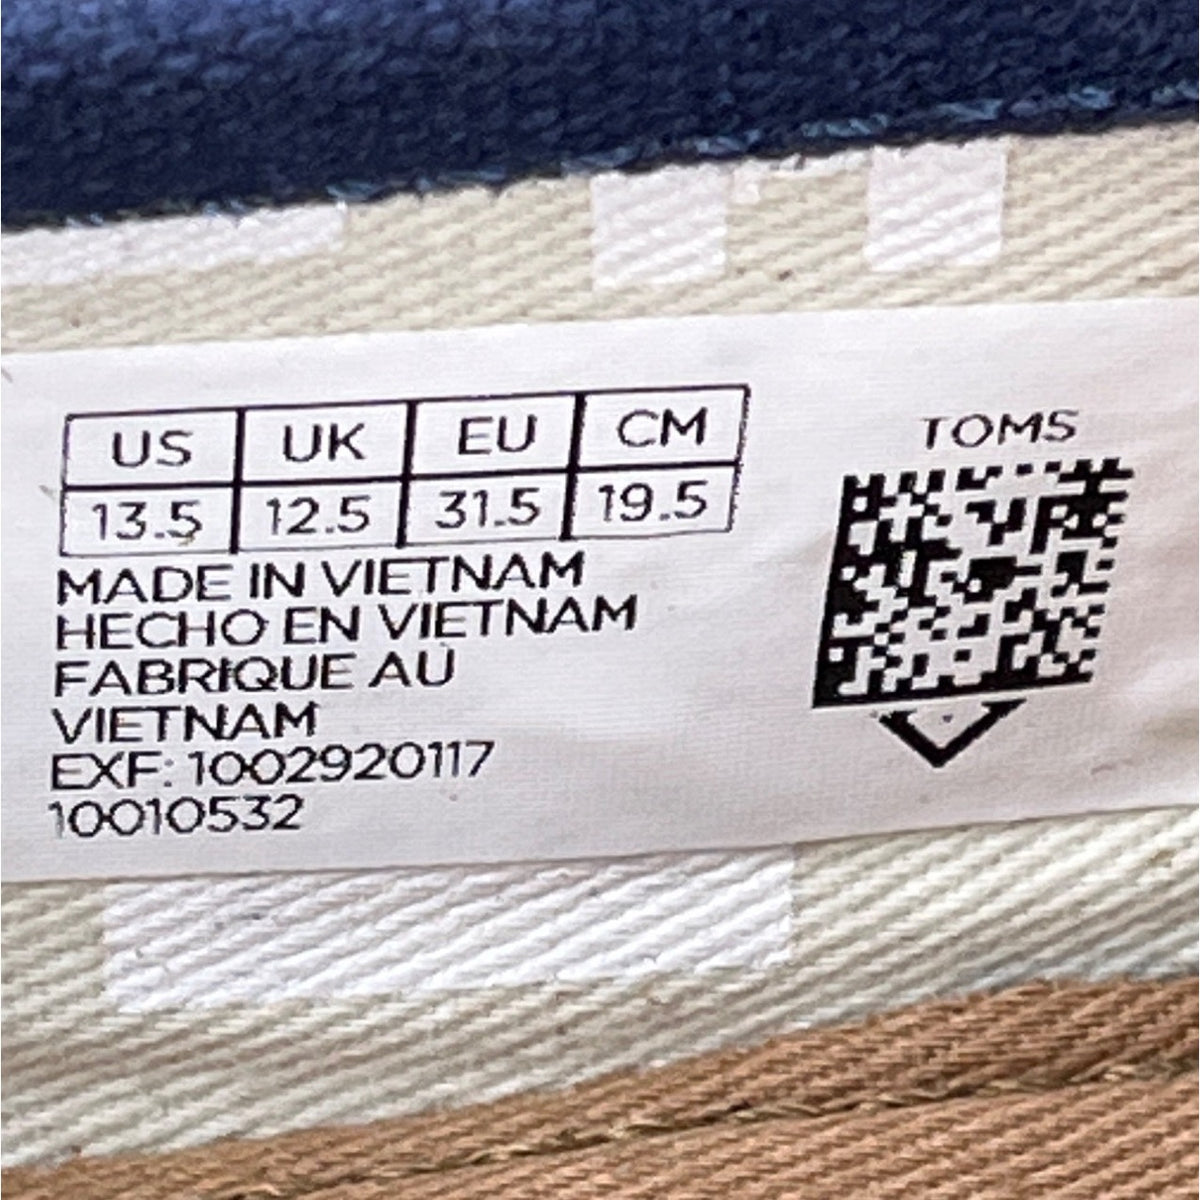 US UK EU CM
13.5 12.5 31.5 19.5
MADE IN VIETNAM
HECHO EN VIETNAM
FABRIQUE AU
VIETNAM
EXF: 1002920117
10010532
TOMS